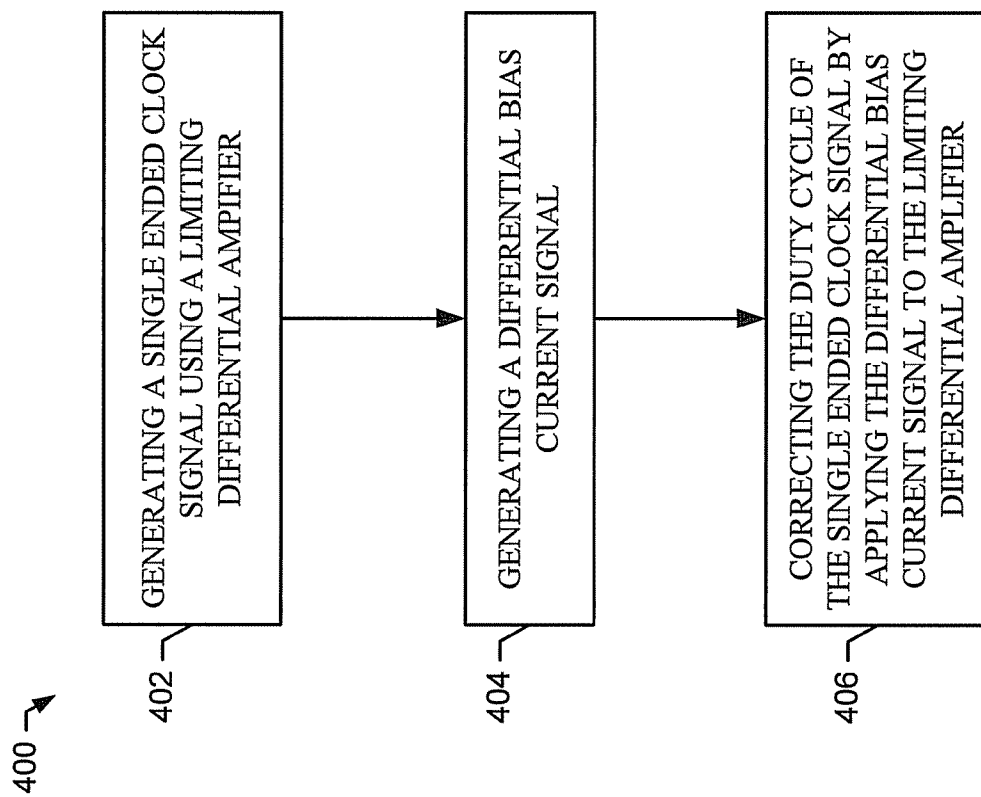 400
402
GENERATING A SINGLE ENDED CLOCK
SIGNAL USING A LIMITING
DIFFERENTIAL AMPIFIER
404
GENERATING A DIFFERENTIAL BIAS
CURRENT SIGNAL
406
CORRECTING THE DUTY CYCLE OF
THE SINGLE ENDED CLOCK SIGNAL BY
APPLYING THE DIFFERENTIAL BIAS
CURRENT SIGNAL TO THE LIMITING
DIFFERENTIAL AMPLIFIER